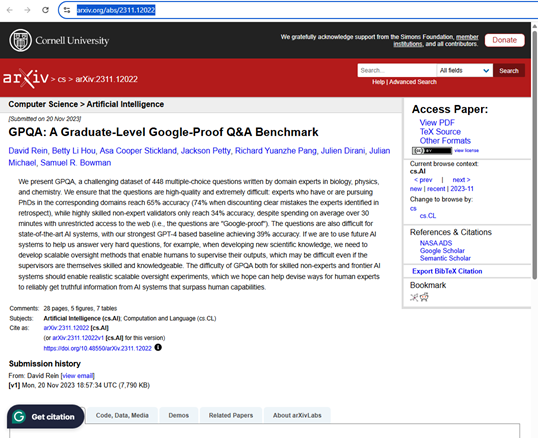 arxiv.org/abs/2311.12022
Cornell University
We gratefully acknowledge support from the Simons Foundation, member
institutions, and all contributors.
Donate
arXiv > cs > arXiv:2311.12022
Search...
All fields
Search
Help | Advanced Search
Computer Science > Artificial Intelligence
[Submitted on 20 Nov 2023]
GPQA: A Graduate-Level Google-Proof Q&A Benchmark
David Rein, Betty Li Hou, Asa Cooper Stickland, Jackson Petty, Richard Yuanzhe Pang, Julien Dirani, Julian
Michael, Samuel R. Bowman
We present GPQA, a challenging dataset of 448 multiple-choice questions written by domain experts in biology, physics,
and chemistry. We ensure that the questions are high-quality and extremely difficult: experts who have or are pursuing
PhDs in the corresponding domains reach 65% accuracy (74% when discounting clear mistakes the experts identified in
retrospect), while highly skilled non-expert validators only reach 34% accuracy, despite spending on average over 30
minutes with unrestricted access to the web (i.e., the questions are "Google-proof"). The questions are also difficult for
state-of-the-art AI systems, with our strongest GPT-4 based baseline achieving 39% accuracy. If we are to use future AI
systems to help us answer very hard questions, for example, when developing new scientific knowledge, we need to
develop scalable oversight methods that enable humans to supervise their outputs, which may be difficult even if the
supervisors are themselves skilled and knowledgeable. The difficulty of GPQA both for skilled non-experts and frontier AI
systems should enable realistic scalable oversight experiments, which we hope can help devise ways for human experts
to reliably get truthful information from AI systems that surpass human capabilities.
Comments: 28 pages, 5 figures, 7 tables
Subjects: Artificial Intelligence (cs.AI); Computation and Language (cs.CL)
Cite as: arXiv:2311.12022 [cs.AI]
(or arXiv:2311.12022v1 [cs.AI] for this version)
https://doi.org/10.48550/arXiv.2311.12022
Submission history
From: David Rein [view email]
[v1] Mon, 20 Nov 2023 18:57:34 UTC (7,790 KB)
Access Paper:
View PDF
TeX Source
Other Formats
view license
Current browse context:
cs.AI
< prev | next >
new | recent | 2023-11
Change to browse by:
cs
cs.CL
References & Citations
NASA ADS
Google Scholar
Semantic Scholar
Export BibTeX Citation
Bookmark
Get citation
Code, Data, Media
Demos
Related Papers
About arXivLabs